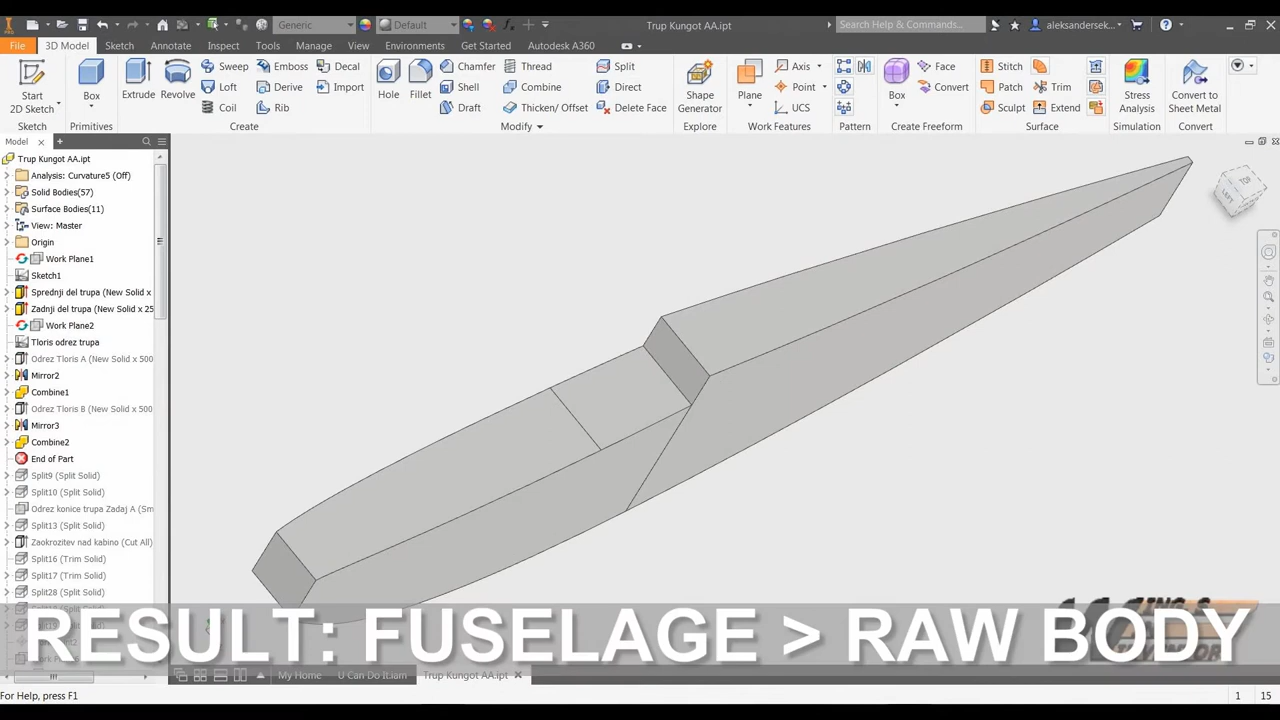 PRO Generic Default Trup Kungot AA.ipt Search Help & Commands... aleksandersek...
File 3D Model Sketch Annotate Inspect Tools Manage View Environments Get Started Autodesk A360
Start 2D Sketch Box Extrude Revolve Sweep Loft Coil Emboss Derive Rib Decal Import Hole Fillet Chamfer Shell Draft Thread Combine Thicken/ Offset Split Direct Delete Face Shape Generator Plane Axis Point UCS Box Face Convert Stitch Patch Sculpt Trim Extend Stress Analysis Convert to Sheet Metal
Sketch Primitives Create Modify Explore Work Features Pattern Create Freeform Surface Simulation Convert
Model
Trup Kungot AA.ipt
Analysis: Curvature5 (Off)
Solid Bodies(57)
Surface Bodies(11)
View: Master
Origin
Work Plane1
Sketch1
Sprednji del trupa (New Solid x
Zadnji del trupa (New Solid x 25
Work Plane2
Tloris odrez trupa
Odrez Tloris A (New Solid x 500
Mirror2
Combine1
Odrez Tloris B (New Solid x 500
Mirror3
Combine2
End of Part
Split9 (Split Solid)
Split10 (Split Solid)
Odrez konice trupa Zadaj A (Sm
Split13 (Split Solid)
Zaokrozitev nad kabino (Cut All)
Split16 (Trim Solid)
Split17 (Trim Solid)
Split28 (Split Solid)
TOP
LEFT
RESULT: FUSELAGE > RAW BODY
My Home U Can Do It.iam Trup Kungot AA.ipt
For Help, press F1 1 15